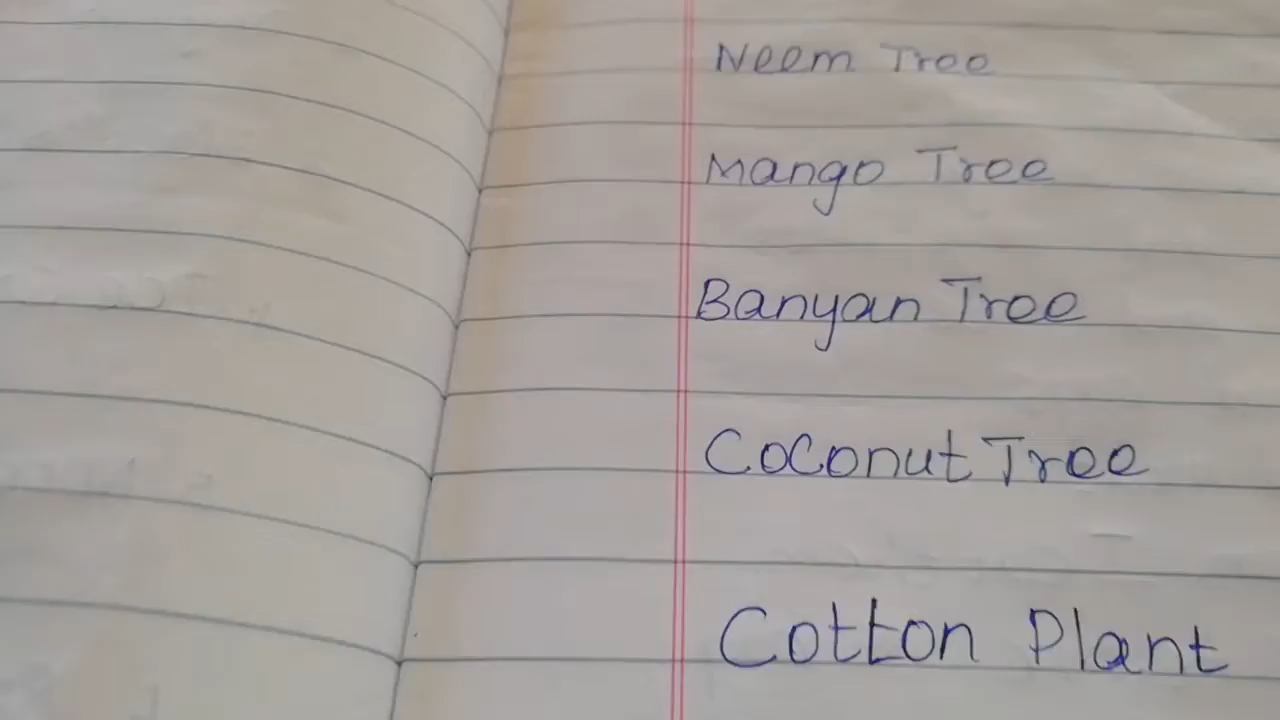 Neem Tree
Mango Tree
Banyan Tree
Coconut Tree
Cotton Plant